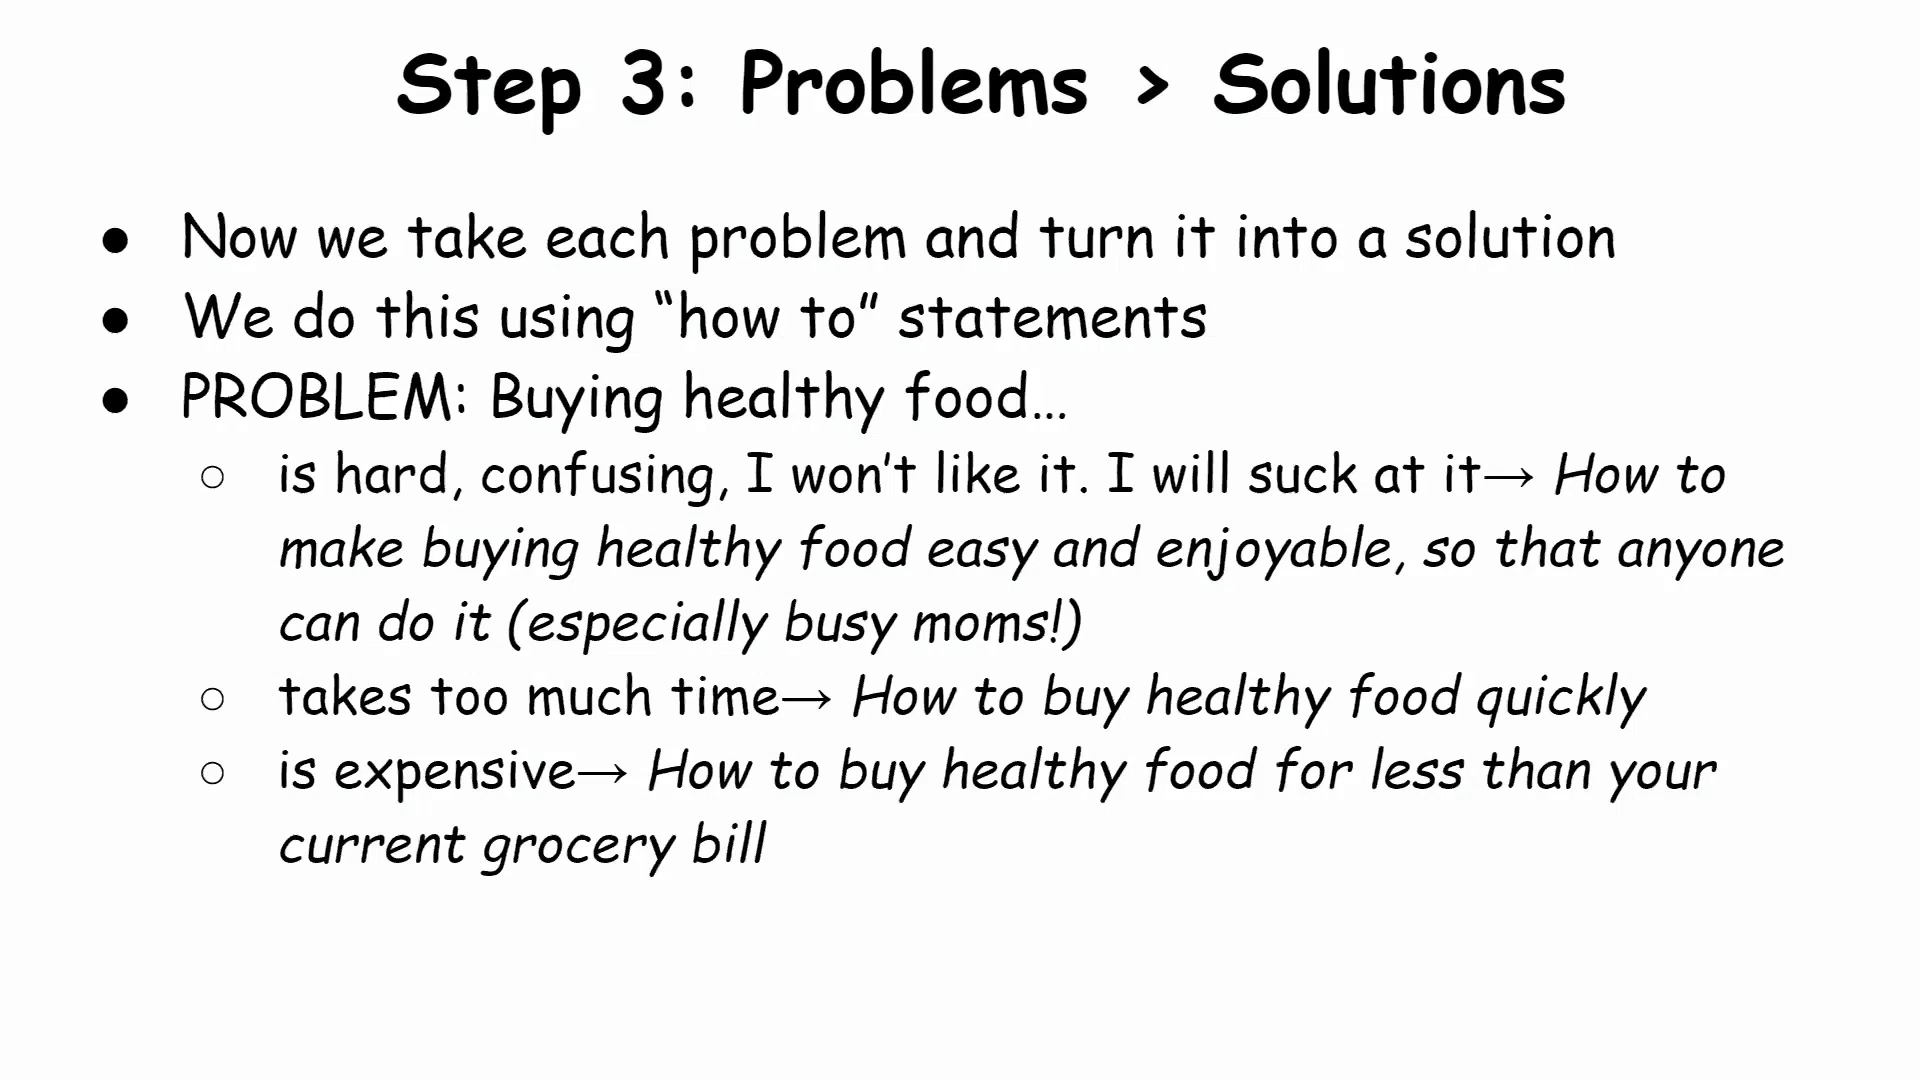 Step 3: Problems > Solutions
● Now we take each problem and turn it into a solution
● We do this using “how to” statements
● PROBLEM: Buying healthy food…
○ is hard, confusing, I won’t like it. I will suck at it→ How to
make buying healthy food easy and enjoyable, so that anyone
can do it (especially busy moms!)
○ takes too much time→ How to buy healthy food quickly
○ is expensive→ How to buy healthy food for less than your
current grocery bill